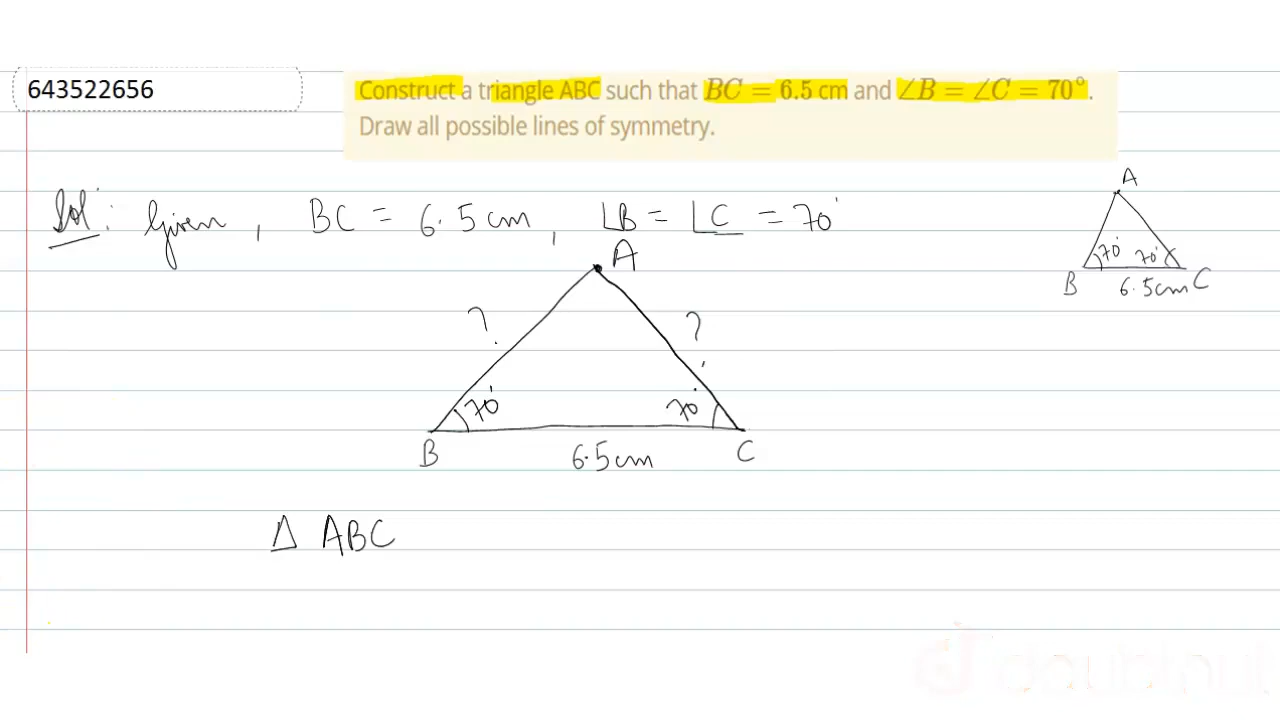 643522656
Construct a triangle ABC such that BC = 6.5 cm and ∠B = ∠C = 70°.
Draw all possible lines of symmetry.
Sol: Given, BC = 6.5 cm, ∠B = ∠C = 70°
A
70° 70°
B 6.5cm C
A
? ?
70° 70°
B 6.5cm C
Δ ABC
doubtnut